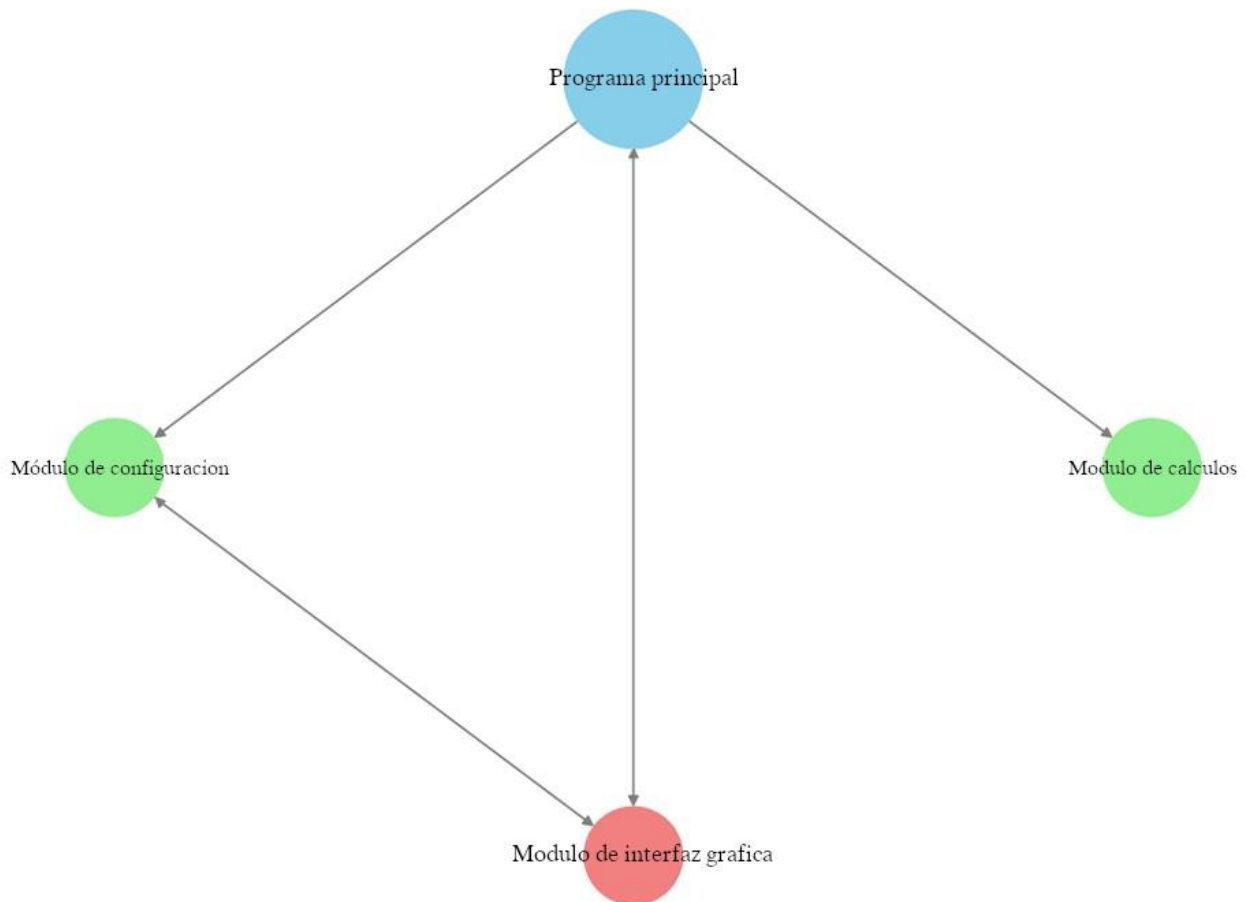 Programa principal
Módulo de configuracion
Modulo de calculos
Modulo de interfaz grafica